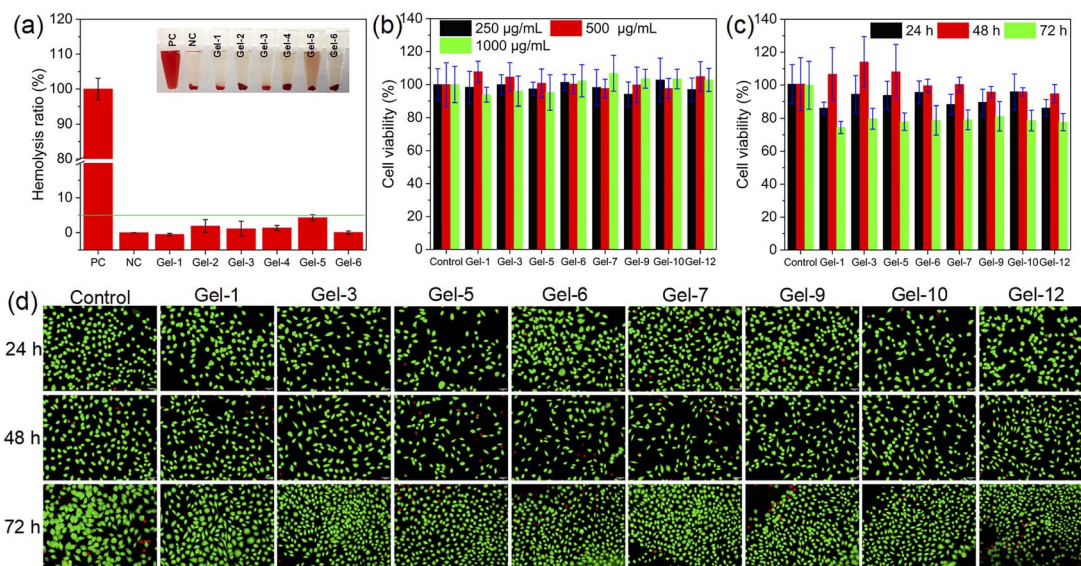 (a)
120
110
100
90
80
10
0
Hemolysis ratio (%)
PC NC Gel-1 Gel-2 Gel-3 Gel-4 Gel-5 Gel-6
PC NC Gel-1 Gel-2 Gel-3 Gel-4 Gel-5 Gel-6
(b)
250 µg/mL 500 µg/mL
1000 µg/mL
140
120
100
80
60
40
20
0
Cell viability (%)
Control Gel-1 Gel-3 Gel-5 Gel-6 Gel-7 Gel-9 Gel-10 Gel-12
(c)
24 h 48 h 72 h
140
120
100
80
60
40
20
0
Cell viability (%)
Control Gel-1 Gel-3 Gel-5 Gel-6 Gel-7 Gel-9 Gel-10 Gel-12
(d)
Control Gel-1 Gel-3 Gel-5 Gel-6 Gel-7 Gel-9 Gel-10 Gel-12
24 h
48 h
72 h